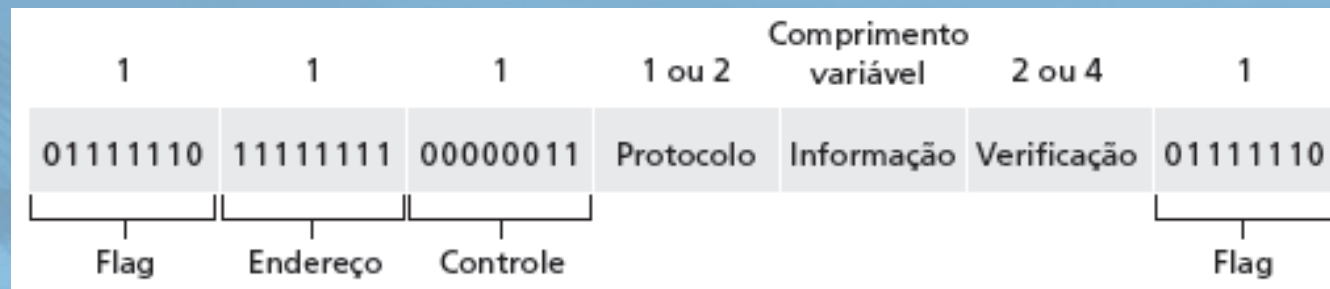 Comprimento
1 1 1 1 ou 2 variável 2 ou 4 1
01111110 11111111 00000011 Protocolo Informação Verificação 01111110
Flag Endereço Controle Flag